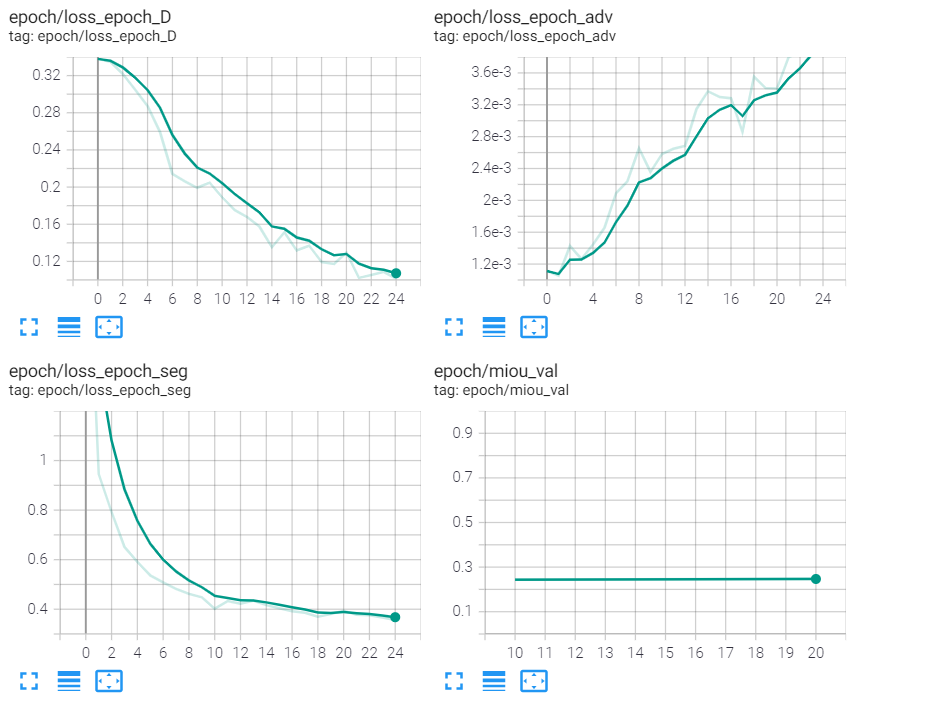 epoch/loss_epoch_D
tag: epoch/loss_epoch_D
0.32
0.28
0.24
0.2
0.16
0.12
0 2 4 6 8 10 12 14 16 18 20 22 24
epoch/loss_epoch_adv
tag: epoch/loss_epoch_adv
3.6e-3
3.2e-3
2.8e-3
2.4e-3
2e-3
1.6e-3
1.2e-3
0 4 8 12 16 20 24
epoch/loss_epoch_seg
tag: epoch/loss_epoch_seg
1
0.8
0.6
0.4
0 2 4 6 8 10 12 14 16 18 20 22 24
epoch/miou_val
tag: epoch/miou_val
0.9
0.7
0.5
0.3
0.1
10 11 12 13 14 15 16 17 18 19 20